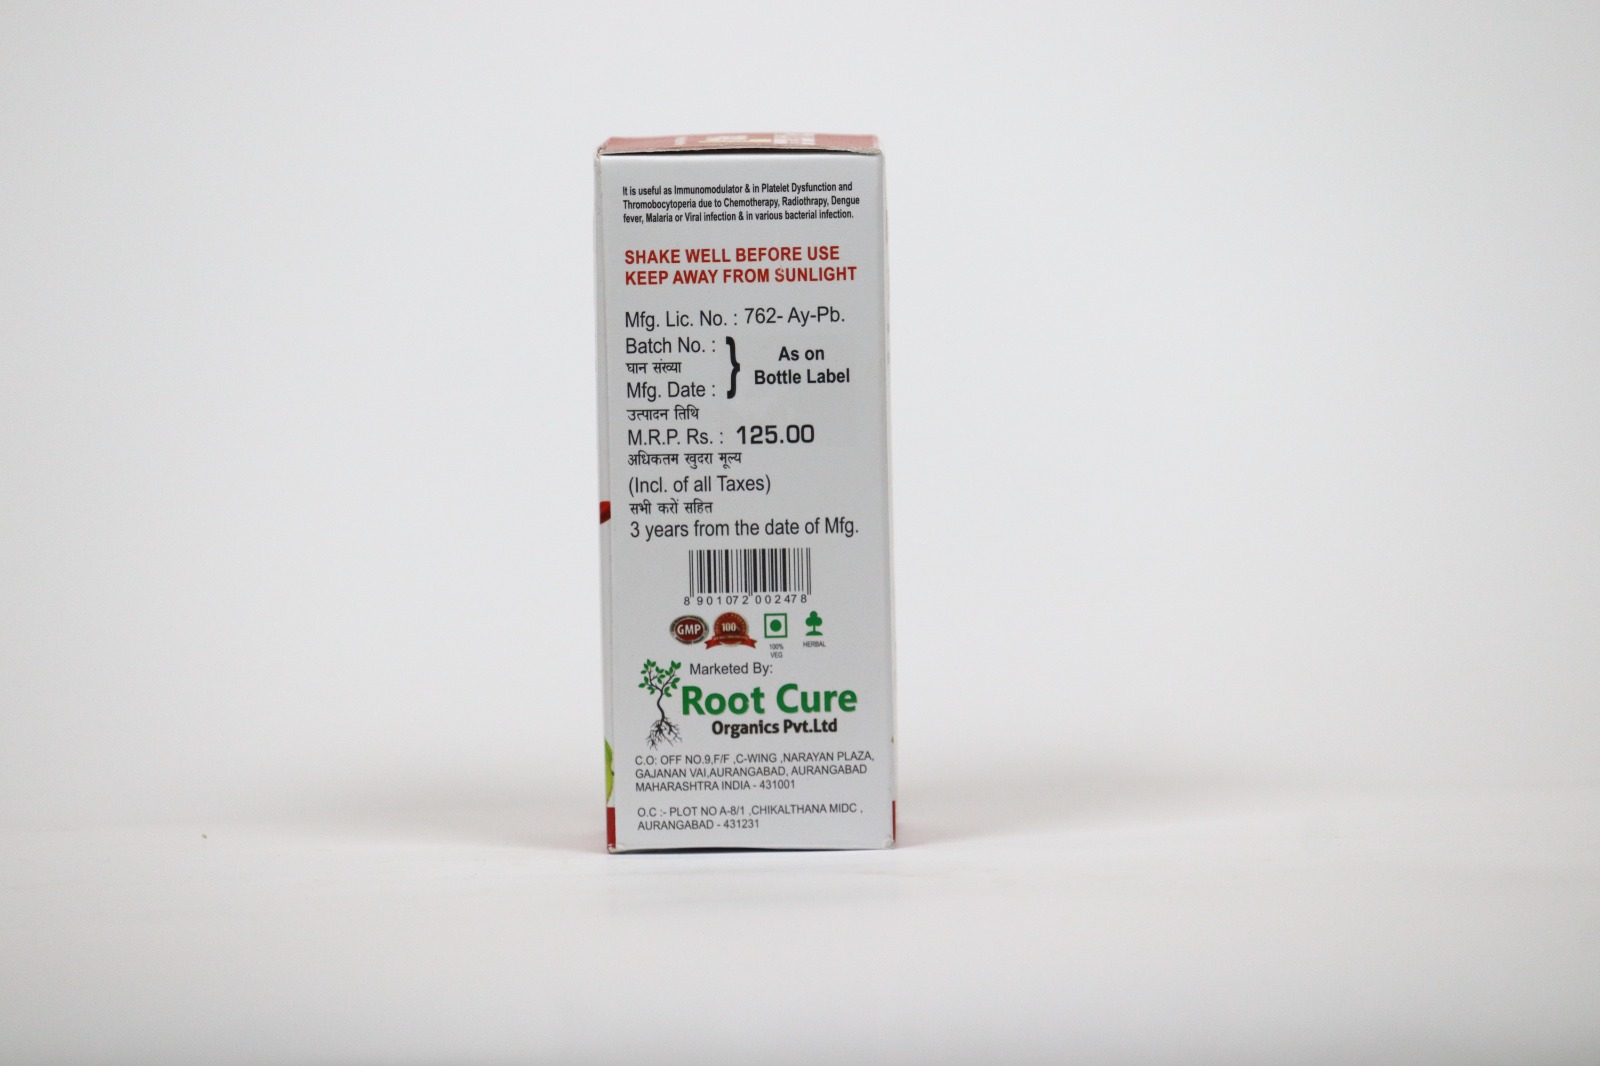 It is useful as Immunomodulator & in Platelet Dysfunction and
Thromobocytoperia due to Chemotherapy, Radiothrapy, Dengue
fever, Malaria or Viral infection & in various bacterial infection.
SHAKE WELL BEFORE USE
KEEP AWAY FROM SUNLIGHT
Mfg. Lic. No. : 762- Ay-Pb.
Batch No. :
घान संख्या
Mfg. Date :
As on
Bottle Label
उत्पादन तिथि
M.R.P. Rs. : 125.00
अधिकतम खुदरा मूल्य
(Incl. of all Taxes)
सभी करों सहित
3 years from the date of Mfg.
8 901072 002478
GMP
100%
100%
VEG
HERBAL
Marketed By:
Root Cure
Organics Pvt.Ltd
C.O: OFF NO.9,F/F ,C-WING ,NARAYAN PLAZA,
GAJANAN VAI,AURANGABAD, AURANGABAD
MAHARASHTRA INDIA - 431001
O.C :- PLOT NO A-8/1 ,CHIKALTHANA MIDC ,
AURANGABAD - 431231